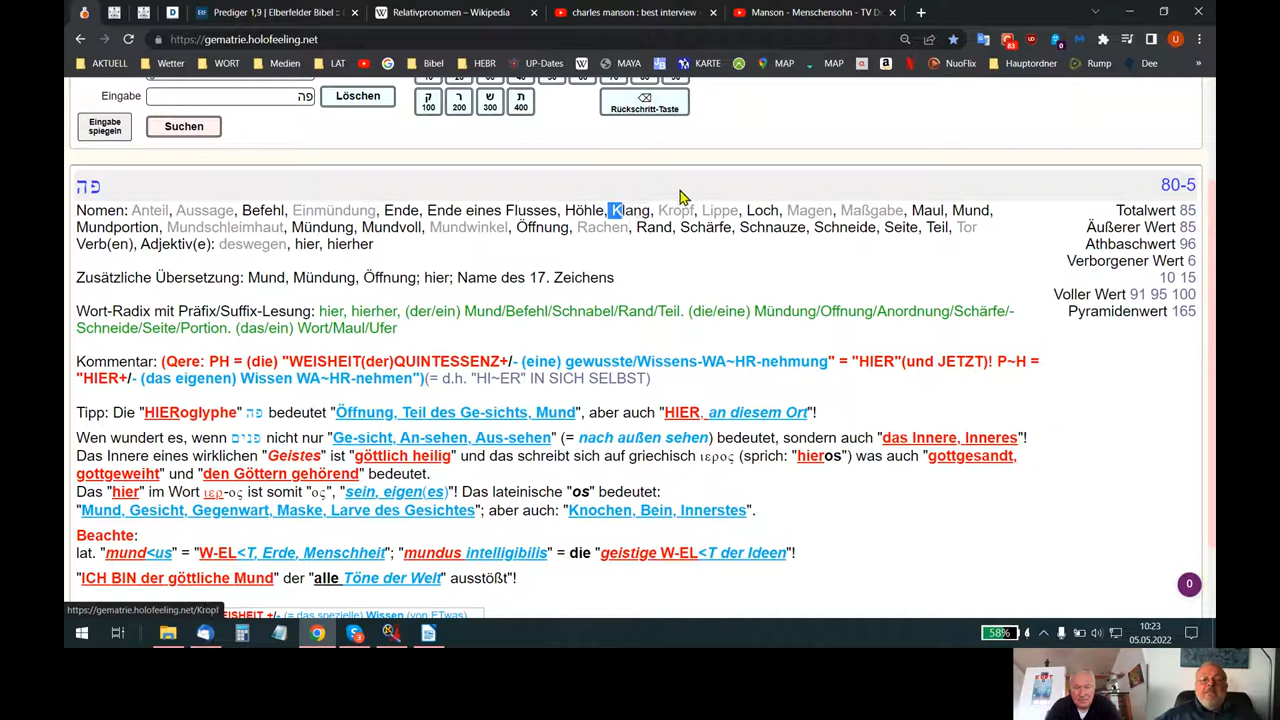 Prediger 1,9 | Elberfelder Bibel :: Relativpronomen – Wikipedia charles manson : best interview - Manson - Menschensohn - TV D
https://gematrie.holofeeling.net
AKTUELL Wetter WORT Medien LAT Bibel HEBR UP-Dates MAYA KARTE MAP MAP NuoFlix Hauptordner Rump Dee »
Eingabe פה Löschen ק 100 ר 200 ש 300 ת 400 Rückschritt-Taste
Eingabe spiegeln Suchen
פה 80-5
Nomen: Anteil, Aussage, Befehl, Einmündung, Ende, Ende eines Flusses, Höhle, Klang, Kropf, Lippe, Loch, Magen, Maßgabe, Maul, Mund, Totalwert 85
Mundportion, Mundschleimhaut, Mündung, Mundvoll, Mundwinkel, Öffnung, Rachen, Rand, Schärfe, Schnauze, Schneide, Seite, Teil, Tor Äußerer Wert 85
Verb(en), Adjektiv(e): deswegen, hier, hierher Athbaschwert 96
Verborgener Wert 6
Zusätzliche Übersetzung: Mund, Mündung, Öffnung; hier; Name des 17. Zeichens 10 15
Voller Wert 91 95 100
Wort-Radix mit Präfix/Suffix-Lesung: hier, hierher, (der/ein) Mund/Befehl/Schnabel/Rand/Teil. (die/eine) Mündung/Öffnung/Anordnung/Schärfe/- Pyramidenwert 165
Schneide/Seite/Portion. (das/ein) Wort/Maul/Ufer
Kommentar: (Qere: PH = (die) "WEISHEIT(der)QUINTESSENZ+/- (eine) gewusste/Wissens-WA~HR-nehmung" = "HIER"(und JETZT)! P~H =
"HIER+/- (das eigenen) Wissen WA~HR-nehmen")(= d.h. "HI~ER" IN SICH SELBST)
Tipp: Die "HIERoglyphe" פה bedeutet "Öffnung, Teil des Ge-sichts, Mund", aber auch "HIER, an diesem Ort"!
Wen wundert es, wenn פנים nicht nur "Ge-sicht, An-sehen, Aus-sehen" (= nach außen sehen) bedeutet, sondern auch "das Innere, Inneres"!
Das Innere eines wirklichen "Geistes" ist "göttlich heilig" und das schreibt sich auf griechisch ιερος (sprich: "hieros") was auch "gottgesandt,
gottgeweiht" und "den Göttern gehörend" bedeutet.
Das "hier" im Wort ιερ-ος ist somit "ος", "sein, eigen(es)"! Das lateinische "os" bedeutet:
"Mund, Gesicht, Gegenwart, Maske, Larve des Gesichtes"; aber auch: "Knochen, Bein, Innerstes".
Beachte:
lat. "mund<us" = "W-EL<T, Erde, Menschheit"; "mundus intelligibilis" = die "geistige W-EL<T der Ideen"!
"ICH BIN der göttliche Mund" der "alle Töne der Welt" ausstößt"!
0
https://gematrie.holofeeling.net/Kropf EISHEIT +/- (= das spezielle) Wissen (von ETwas)
58% 10:23
05.05.2022